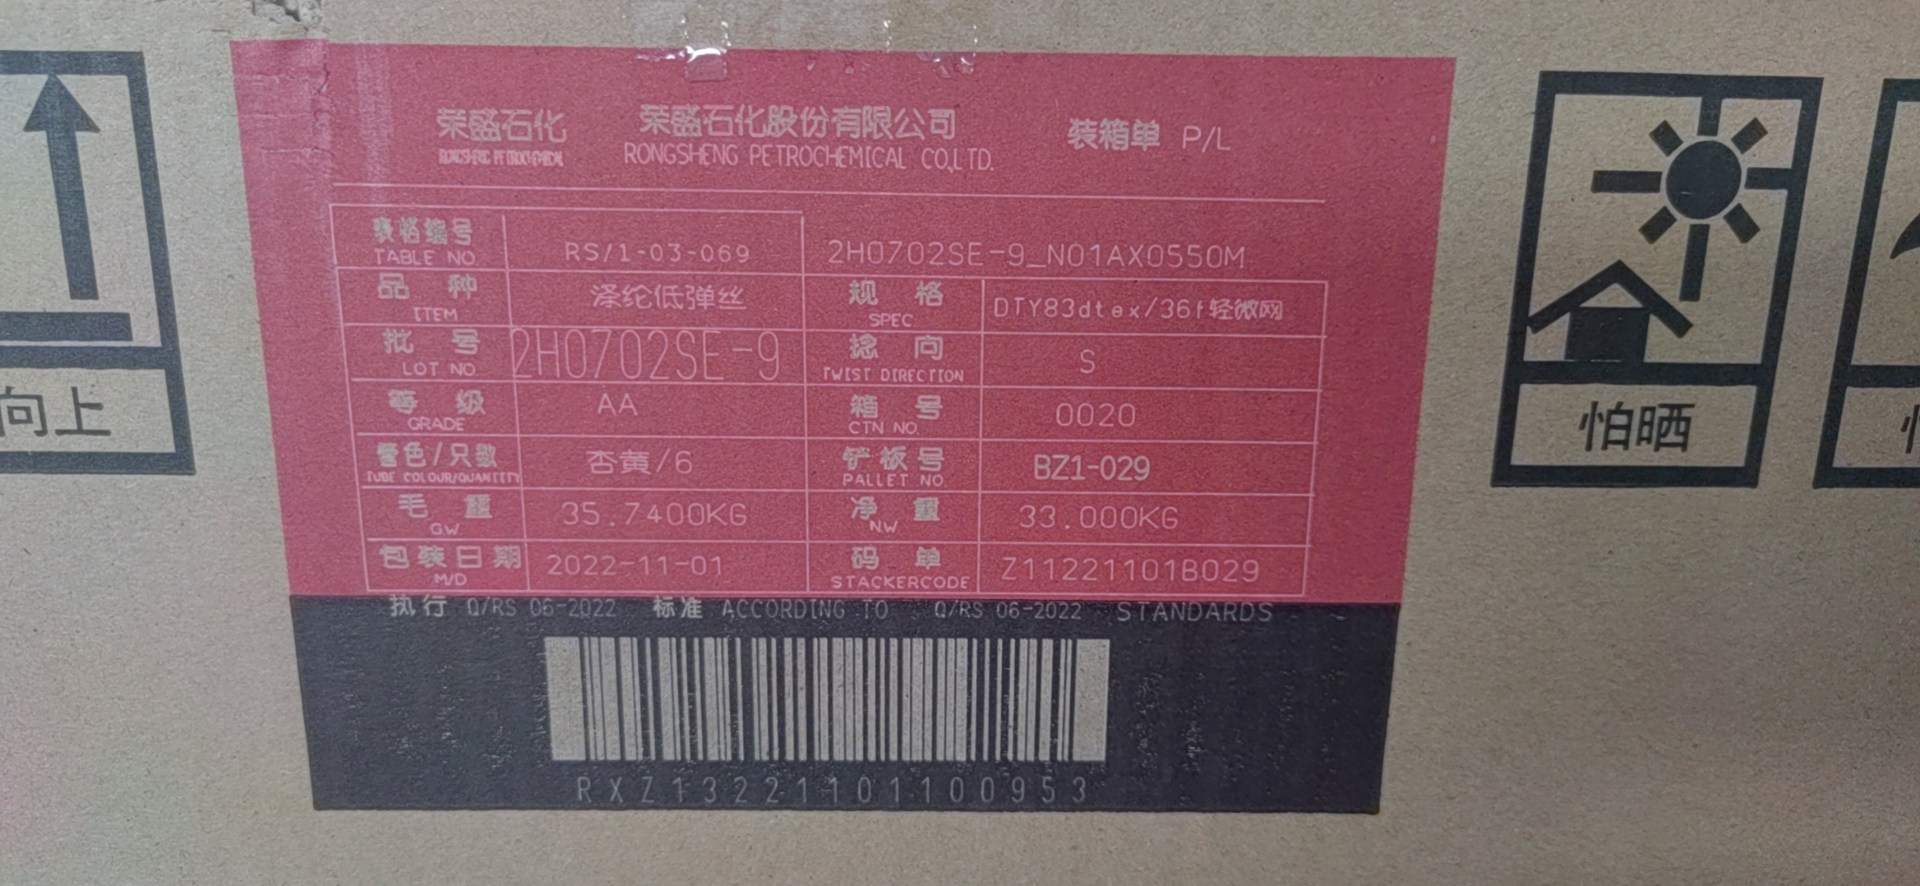 荣盛石化 荣盛石化股份有限公司 装箱单 P/L
RONGSHENG PETROCHEMICAL RONGSHENG PETROCHEMICAL CO.,LTD.
表格编号 RS/1-03-069 2H0702SE-9_N01AX0550M
TABLE NO
品种 涤纶低弹丝 规格 DTY83dtex/36f轻微网
ITEM SPEC
批号 2H0702SE-9 捻向 S
LOT NO TWIST DIRECTION
等级 AA 箱号 0020
GRADE CTN NO.
管色/只数 杏黄/6 铲板号 BZ1-029
TUBE COLOUR/QUANTITY PALLET NO.
毛重 35.7400KG 净重 33.000KG
GW NW
包装日期 2022-11-01 码单 Z11221101B029
M/D STACKERCODE
执行 Q/RS 06-2022 标准 ACCORDING TO Q/RS 06-2022 STANDARDS
RXZ13221101100953
向上
怕晒